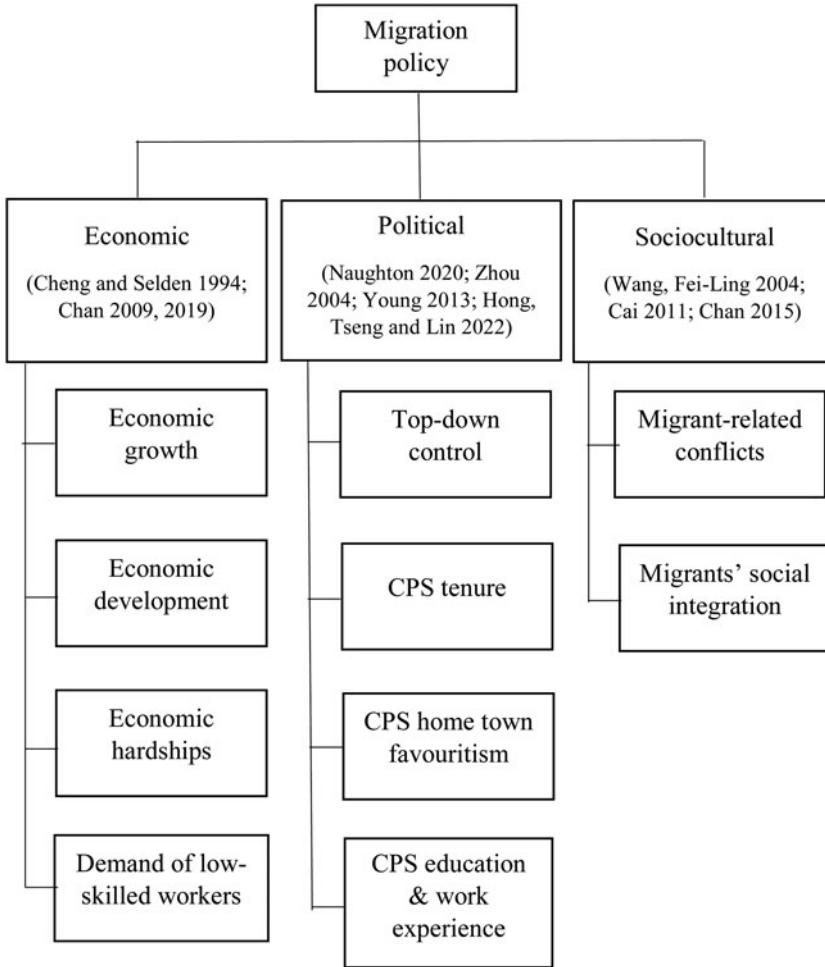 Migration
policy
Economic
(Cheng and Selden 1994;
Chan 2009, 2019)
Economic
growth
Economic
development
Economic
hardships
Demand of low-
skilled workers
Political
(Naughton 2020; Zhou
2004; Young 2013; Hong,
Tseng and Lin 2022)
Top-down
control
CPS tenure
CPS home town
favouritism
CPS education
& work
experience
Sociocultural
(Wang, Fei-Ling 2004;
Cai 2011; Chan 2015)
Migrant-related
conflicts
Migrants’ social
integration